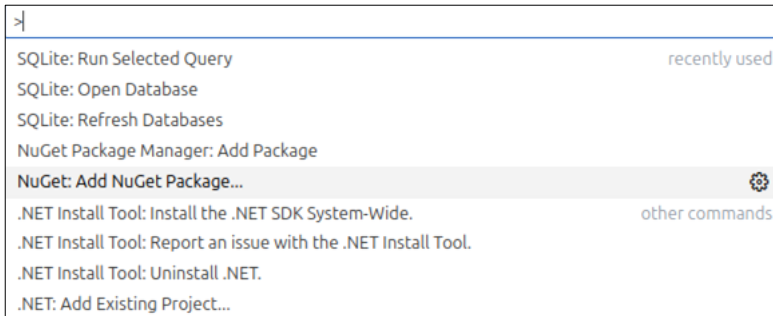 >
SQLite: Run Selected Query recently used
SQLite: Open Database
SQLite: Refresh Databases
NuGet Package Manager: Add Package
NuGet: Add NuGet Package...
.NET Install Tool: Install the .NET SDK System-Wide. other commands
.NET Install Tool: Report an issue with the .NET Install Tool.
.NET Install Tool: Uninstall .NET.
.NET: Add Existing Project...